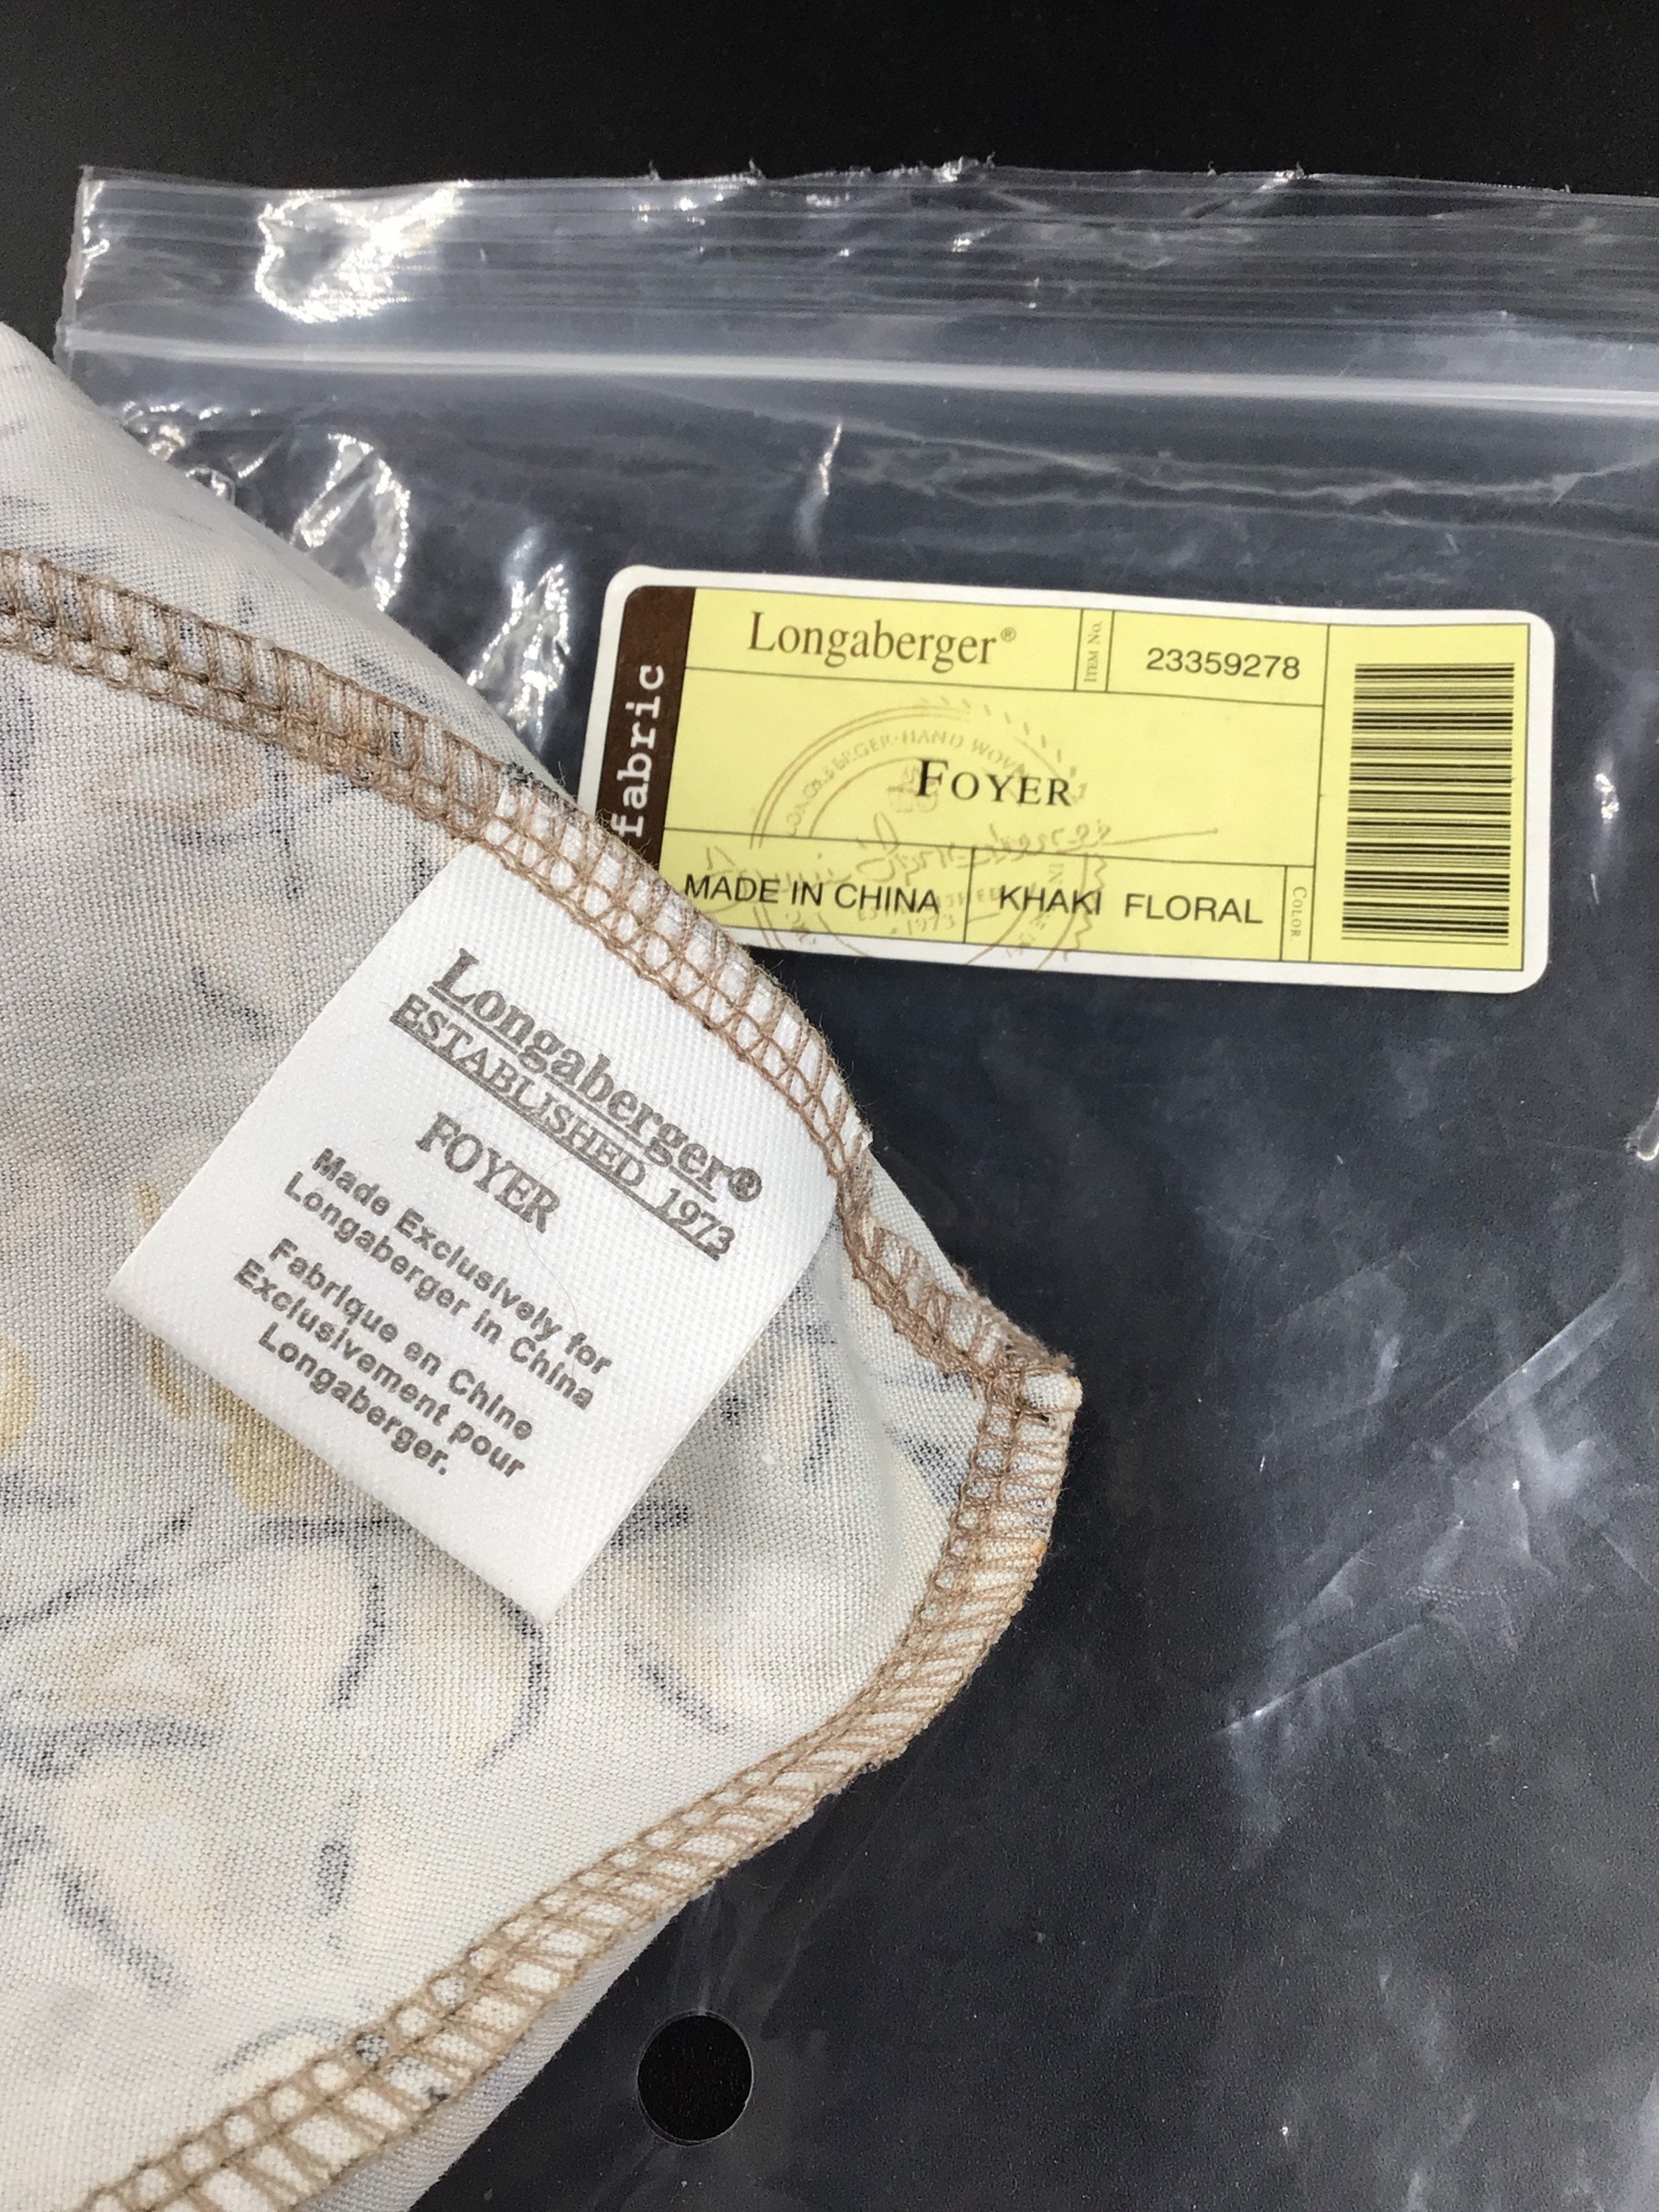 fabric
Longaberger®
ITEM NO.
23359278
FOYER
MADE IN CHINA
KHAKI FLORAL
COLOR
Longaberger®
ESTABLISHED 1973
FOYER
Made Exclusively for
Longaberger in China
Fabrique en Chine
Exclusivement pour
Longaberger.